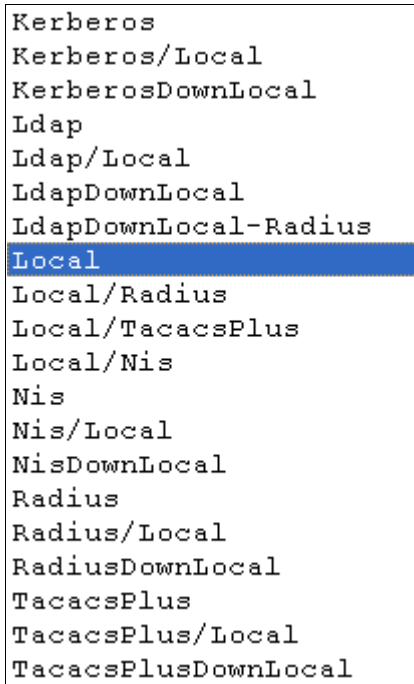 Kerberos
Kerberos/Local
KerberosDownLocal
Ldap
Ldap/Local
LdapDownLocal
LdapDownLocal-Radius
Local
Local/Radius
Local/TacacsPlus
Local/Nis
Nis
Nis/Local
NisDownLocal
Radius
Radius/Local
RadiusDownLocal
TacacsPlus
TacacsPlus/Local
TacacsPlusDownLocal